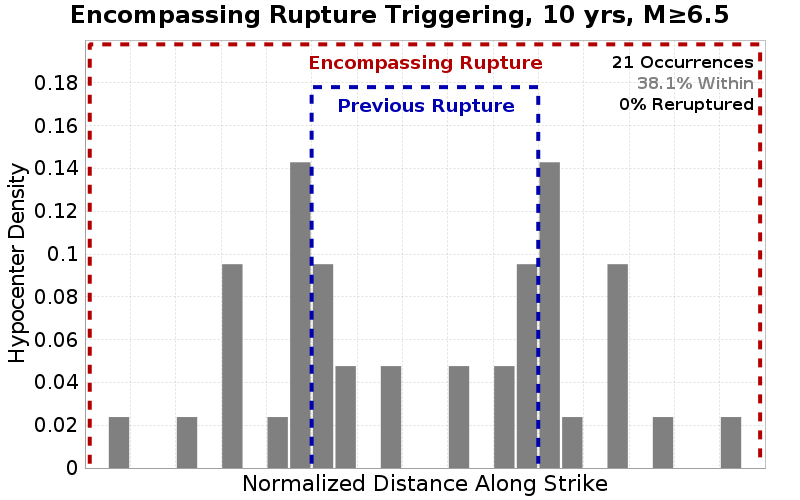 Encompassing Rupture Triggering, 10 yrs, M≥6.5
Encompassing Rupture
21 Occurrences
38.1% Within
0% Reruptured
Previous Rupture
Hypocenter Density
0.18
0.16
0.14
0.12
0.1
0.08
0.06
0.04
0.02
0
Normalized Distance Along Strike